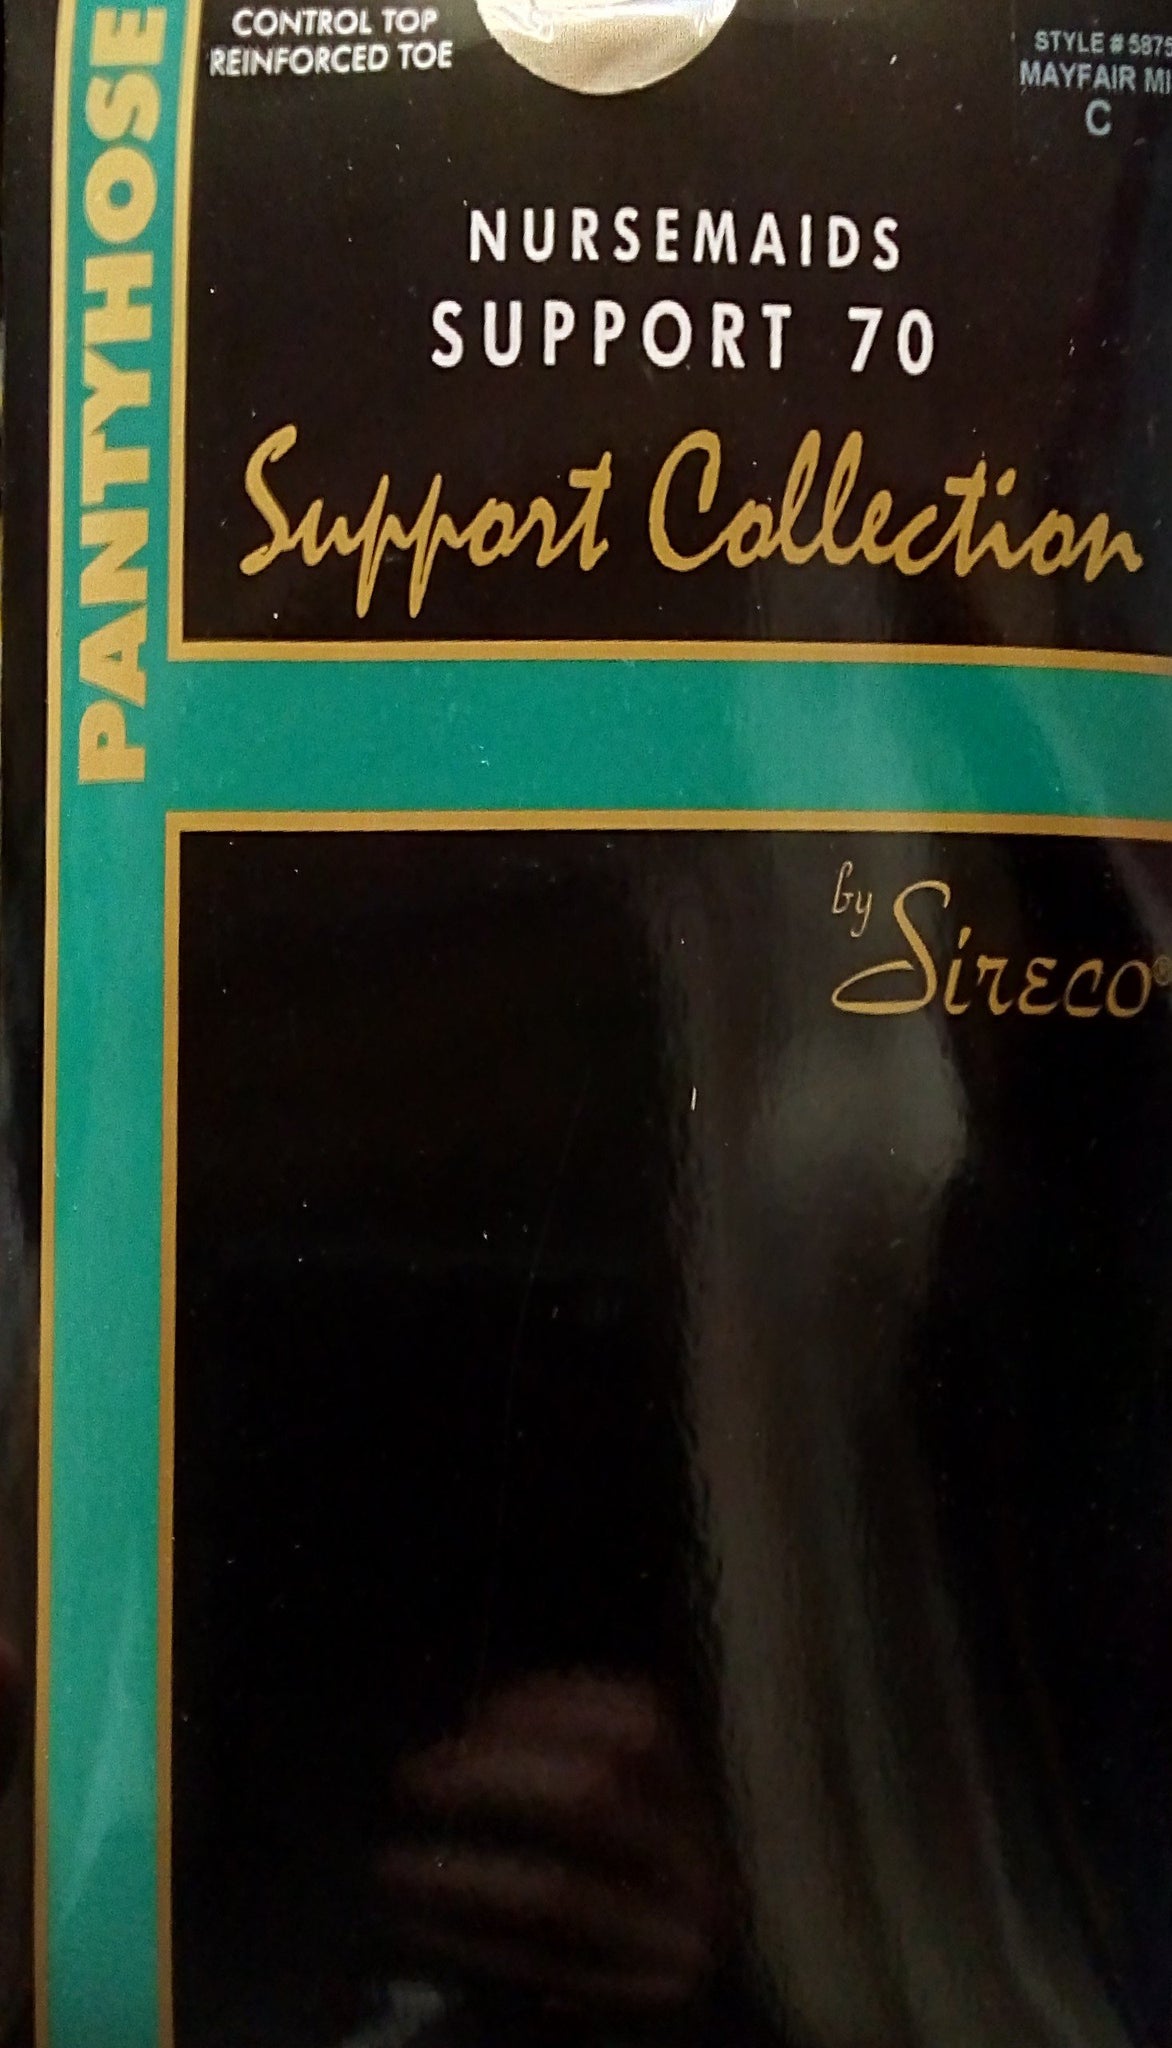 PANTYHOSE
CONTROL TOP
REINFORCED TOE
STYLE # 5875
MAYFAIR MI
C
NURSEMAIDS
SUPPORT 70
Support Collection
by Sireco®